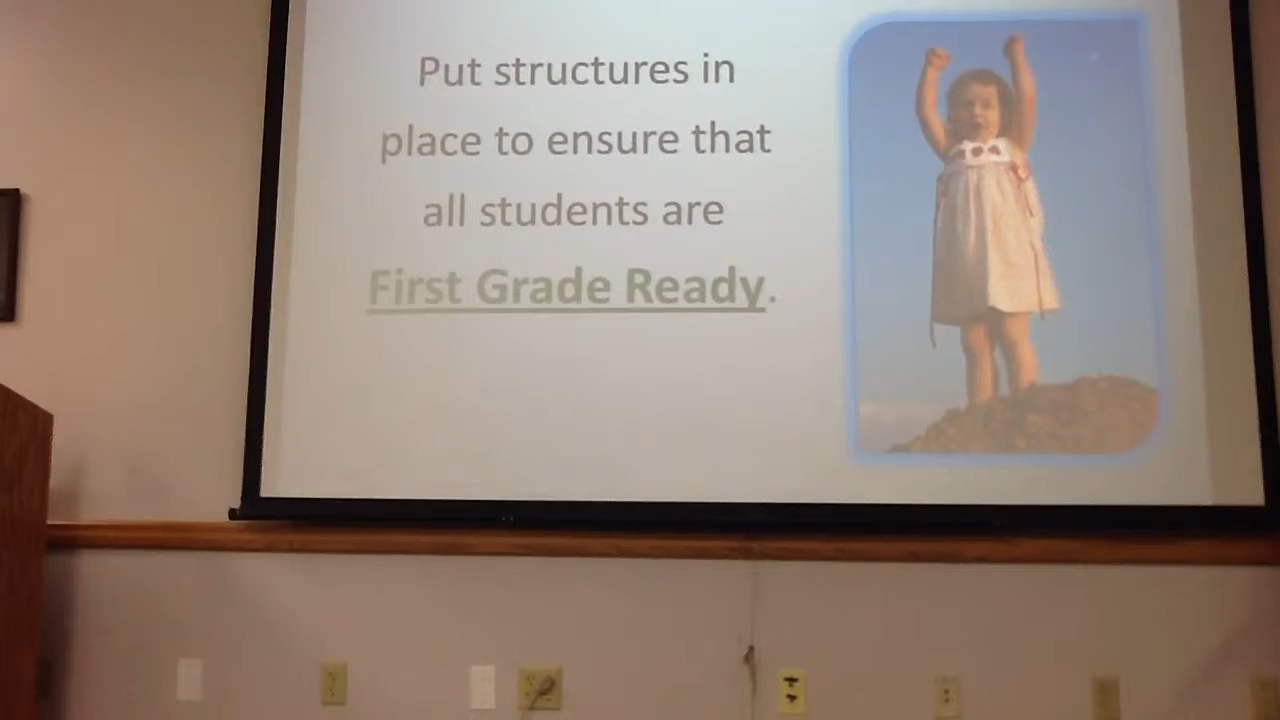 Put structures in
place to ensure that
all students are
First Grade Ready.